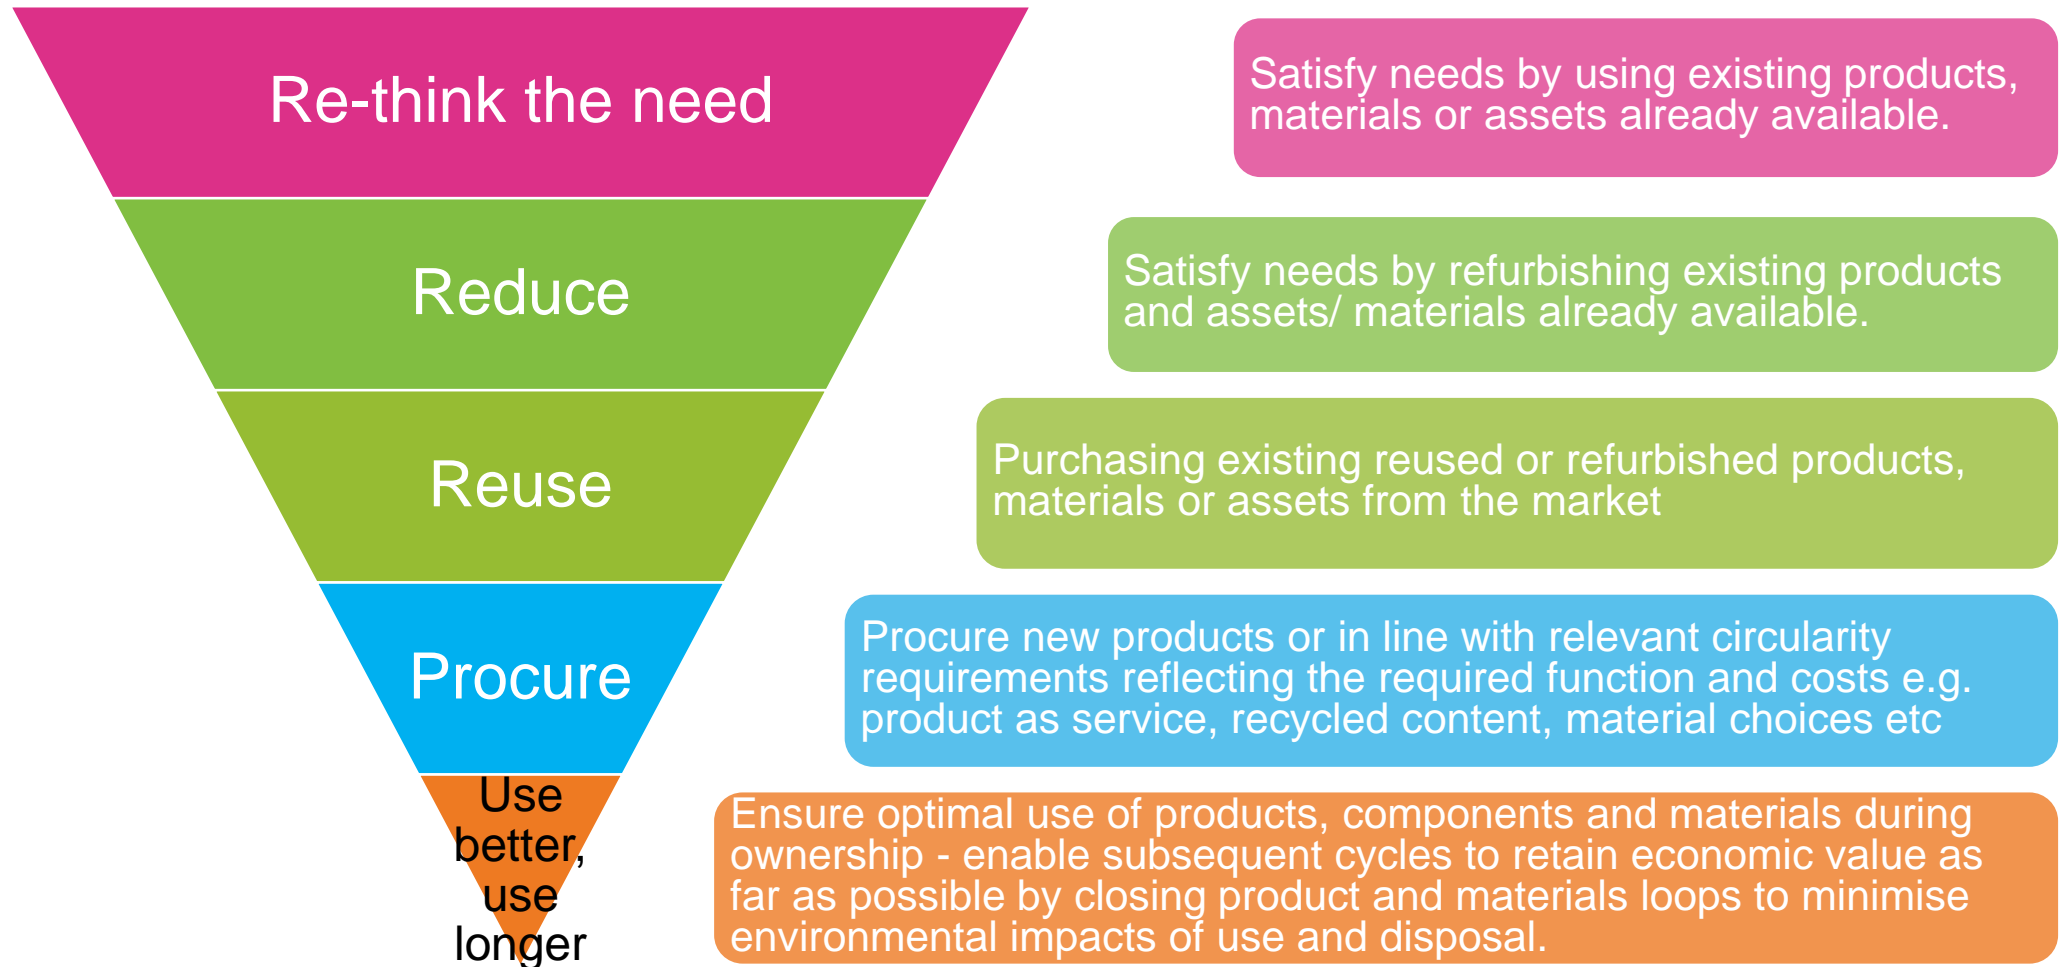 Re-think the need
Satisfy needs by using existing products,
materials or assets already available.
Reduce
Satisfy needs by refurbishing existing products
and assets/ materials already available.
Reuse
Purchasing existing reused or refurbished products,
materials or assets from the market
Procure
Procure new products or in line with relevant circularity
requirements reflecting the required function and costs e.g.
product as service, recycled content, material choices etc
Use
better,
use
longer
Ensure optimal use of products, components and materials during
ownership - enable subsequent cycles to retain economic value as
far as possible by closing product and materials loops to minimise
environmental impacts of use and disposal.